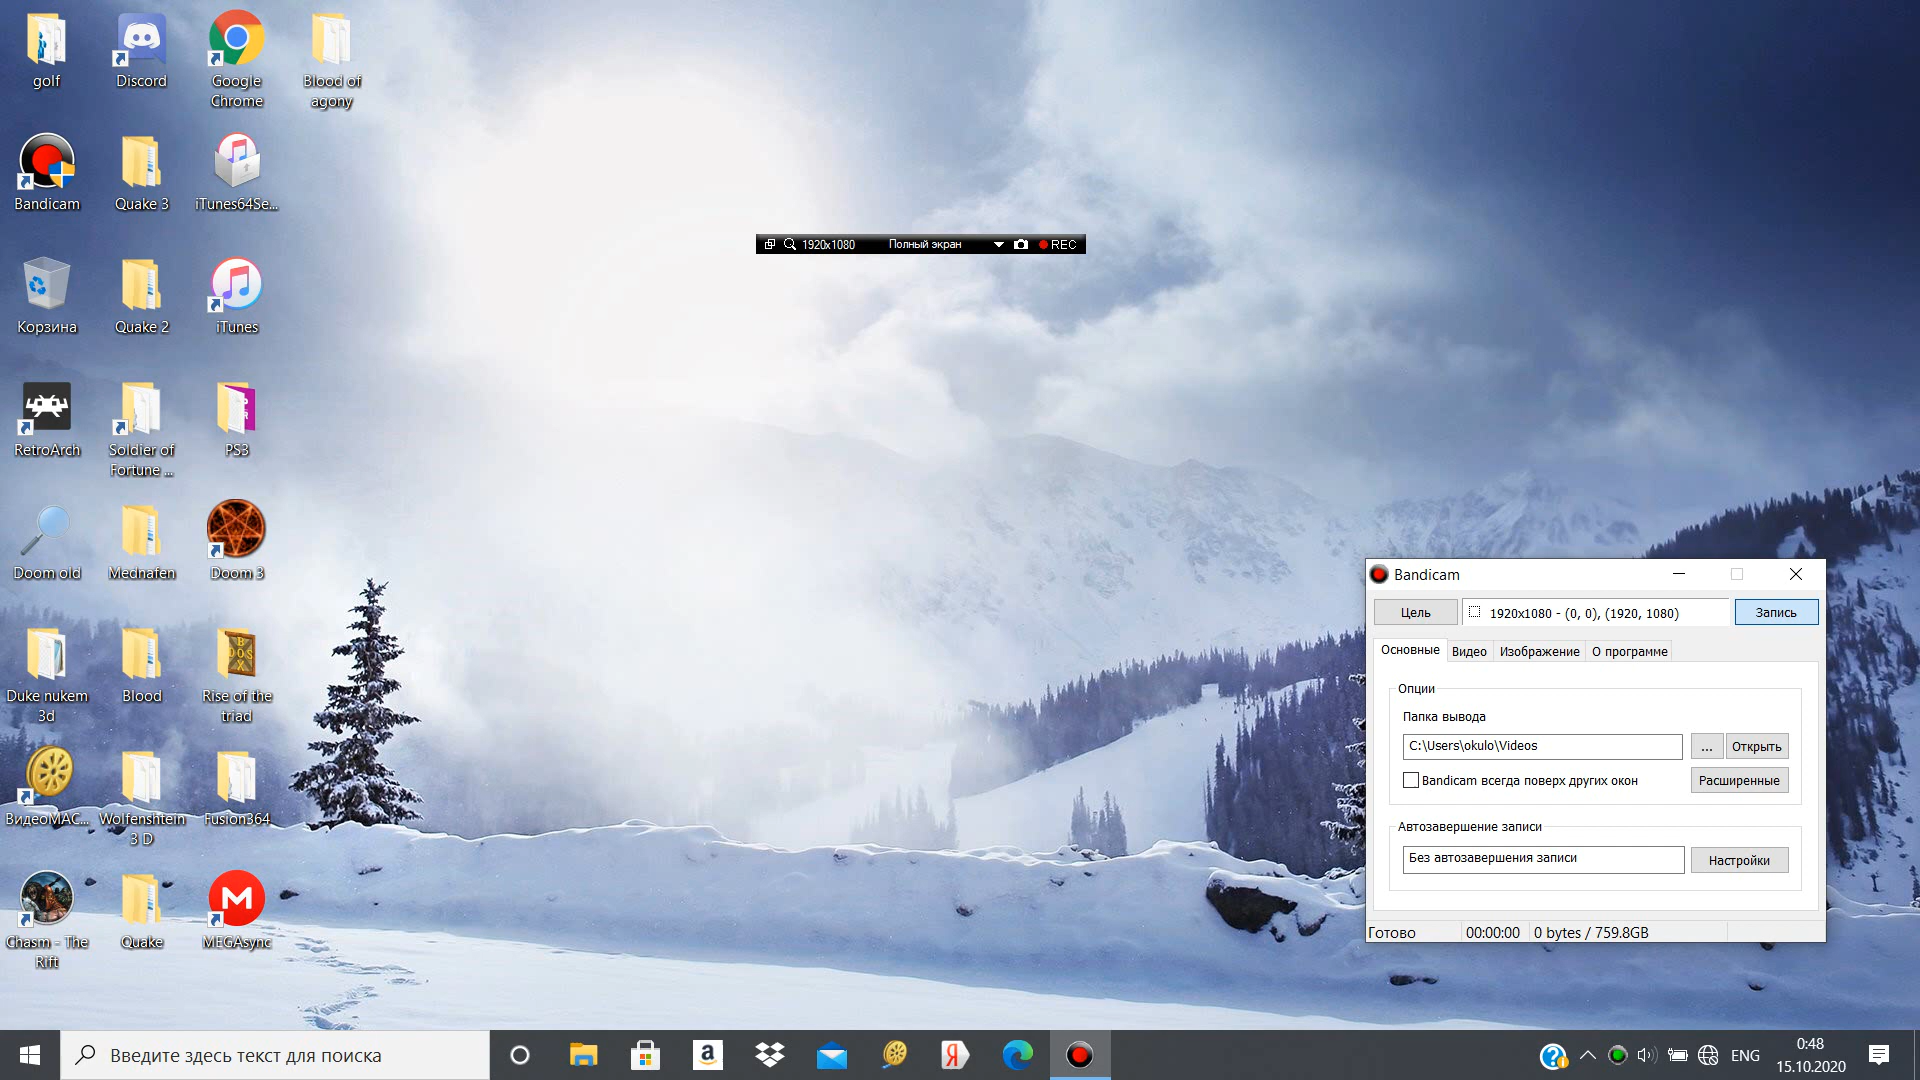 golf
Discord
Google
Chrome
Blood of
agony
Bandicam
Quake 3
iTunes64Se...
Корзина
Quake 2
iTunes
RetroArch
Soldier of
Fortune ...
PS3
Doom old
Mednafen
Doom 3
Duke nukem
3d
Blood
Rise of the
triad
ВидеоМАС...
Wolfenshtein
3 D
Fusion364
Chasm - The
Rift
Quake
MEGAsync
1920x1080 Полный экран REC
Bandicam
Цель
1920x1080 - (0, 0), (1920, 1080)
Запись
Основные Видео Изображение О программе
Опции
Папка вывода
C:\Users\okulo\Videos
...
Открыть
Bandicam всегда поверх других окон
Расширенные
Автозавершение записи
Без автозавершения записи
Настройки
Готово 00:00:00 0 bytes / 759.8GB
Введите здесь текст для поиска
ENG
0:48
15.10.2020